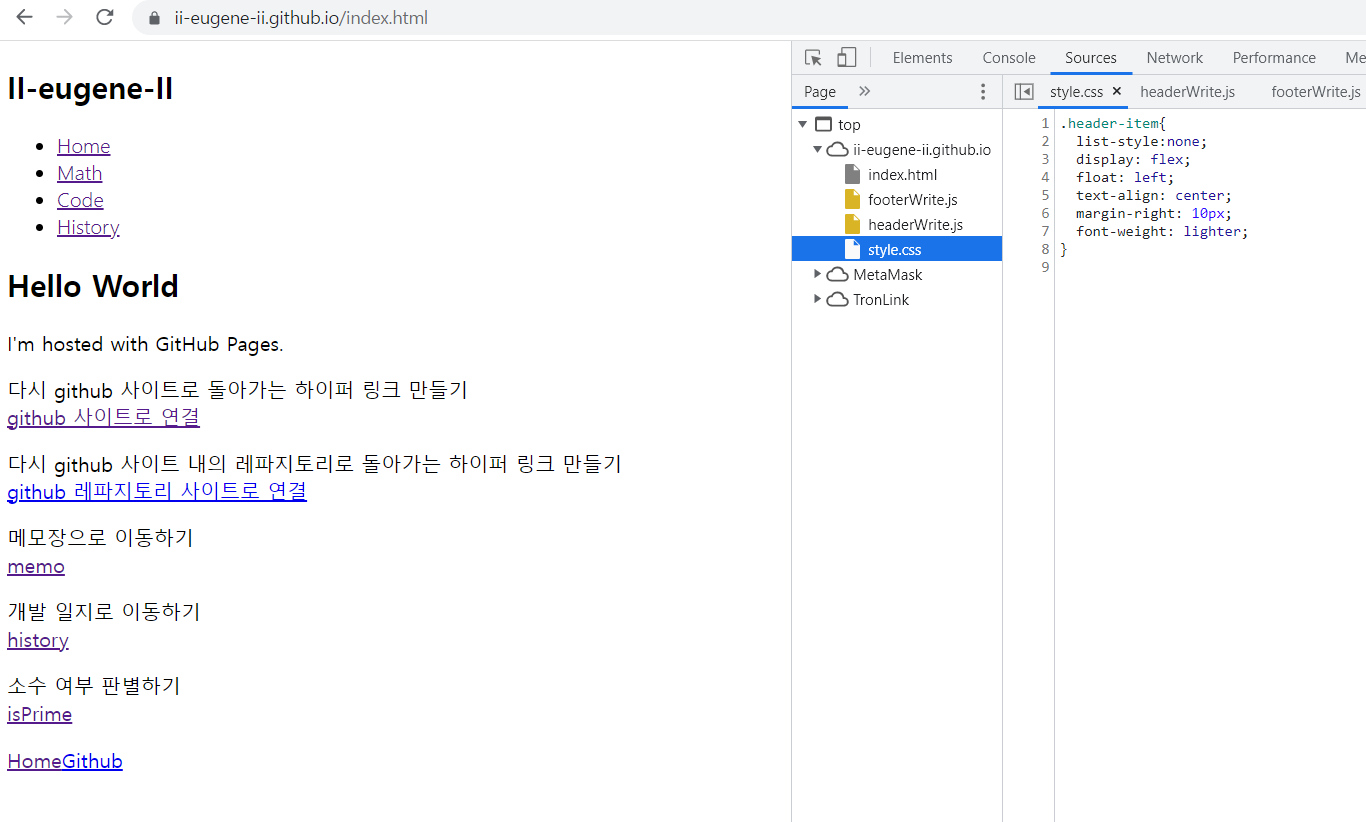 ii-eugene-ii.github.io/index.html
II-eugene-II
Home
Math
Code
History
Hello World
I'm hosted with GitHub Pages.
다시 github 사이트로 돌아가는 하이퍼 링크 만들기
github 사이트로 연결
다시 github 사이트 내의 레파지토리로 돌아가는 하이퍼 링크 만들기
github 레파지토리 사이트로 연결
메모장으로 이동하기
memo
개발 일지로 이동하기
history
소수 여부 판별하기
isPrime
HomeGithub
Elements Console Sources Network Performance Me
Page
top
ii-eugene-ii.github.io
index.html
footerWrite.js
headerWrite.js
style.css
MetaMask
TronLink
style.css headerWrite.js footerWrite.js
1 .header-item{
2 list-style:none;
3 display: flex;
4 float: left;
5 text-align: center;
6 margin-right: 10px;
7 font-weight: lighter;
8 }
9